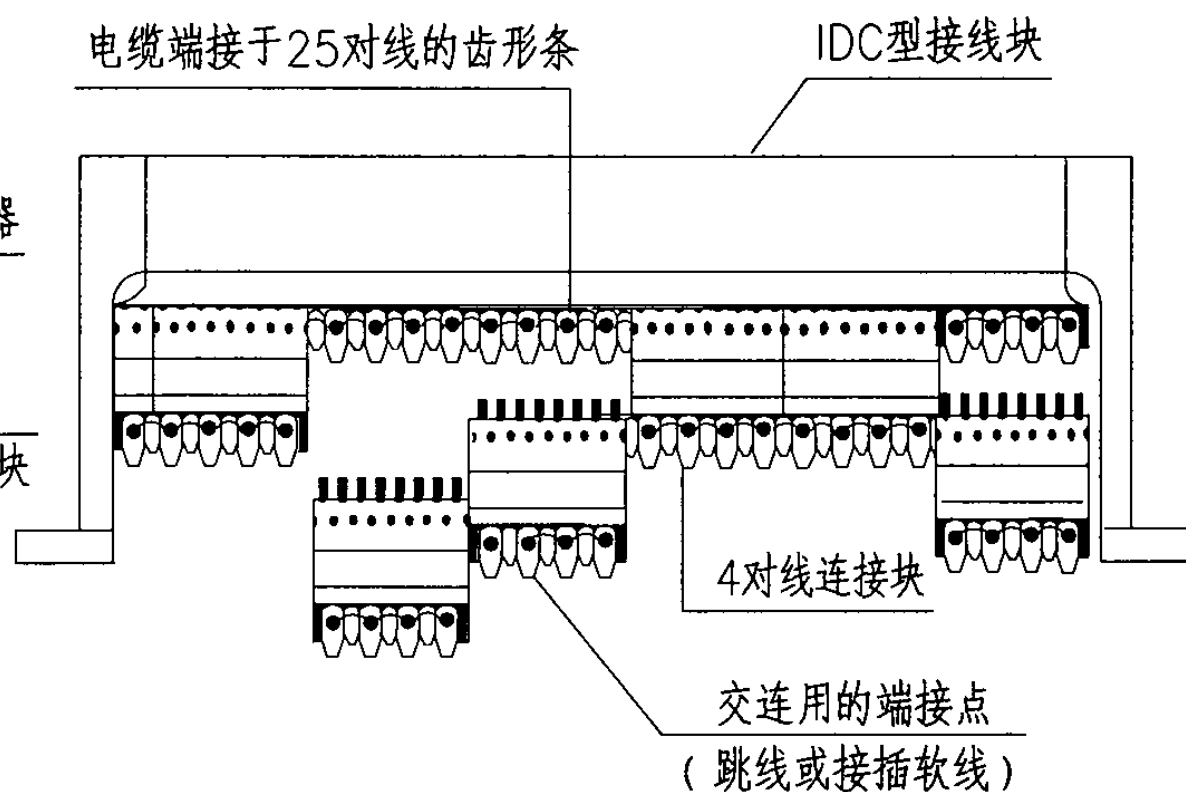 电缆端接于25对线的齿形条
IDC型接线块
器
块
4对线连接块
交连用的端接点
(跳线或接插软线)